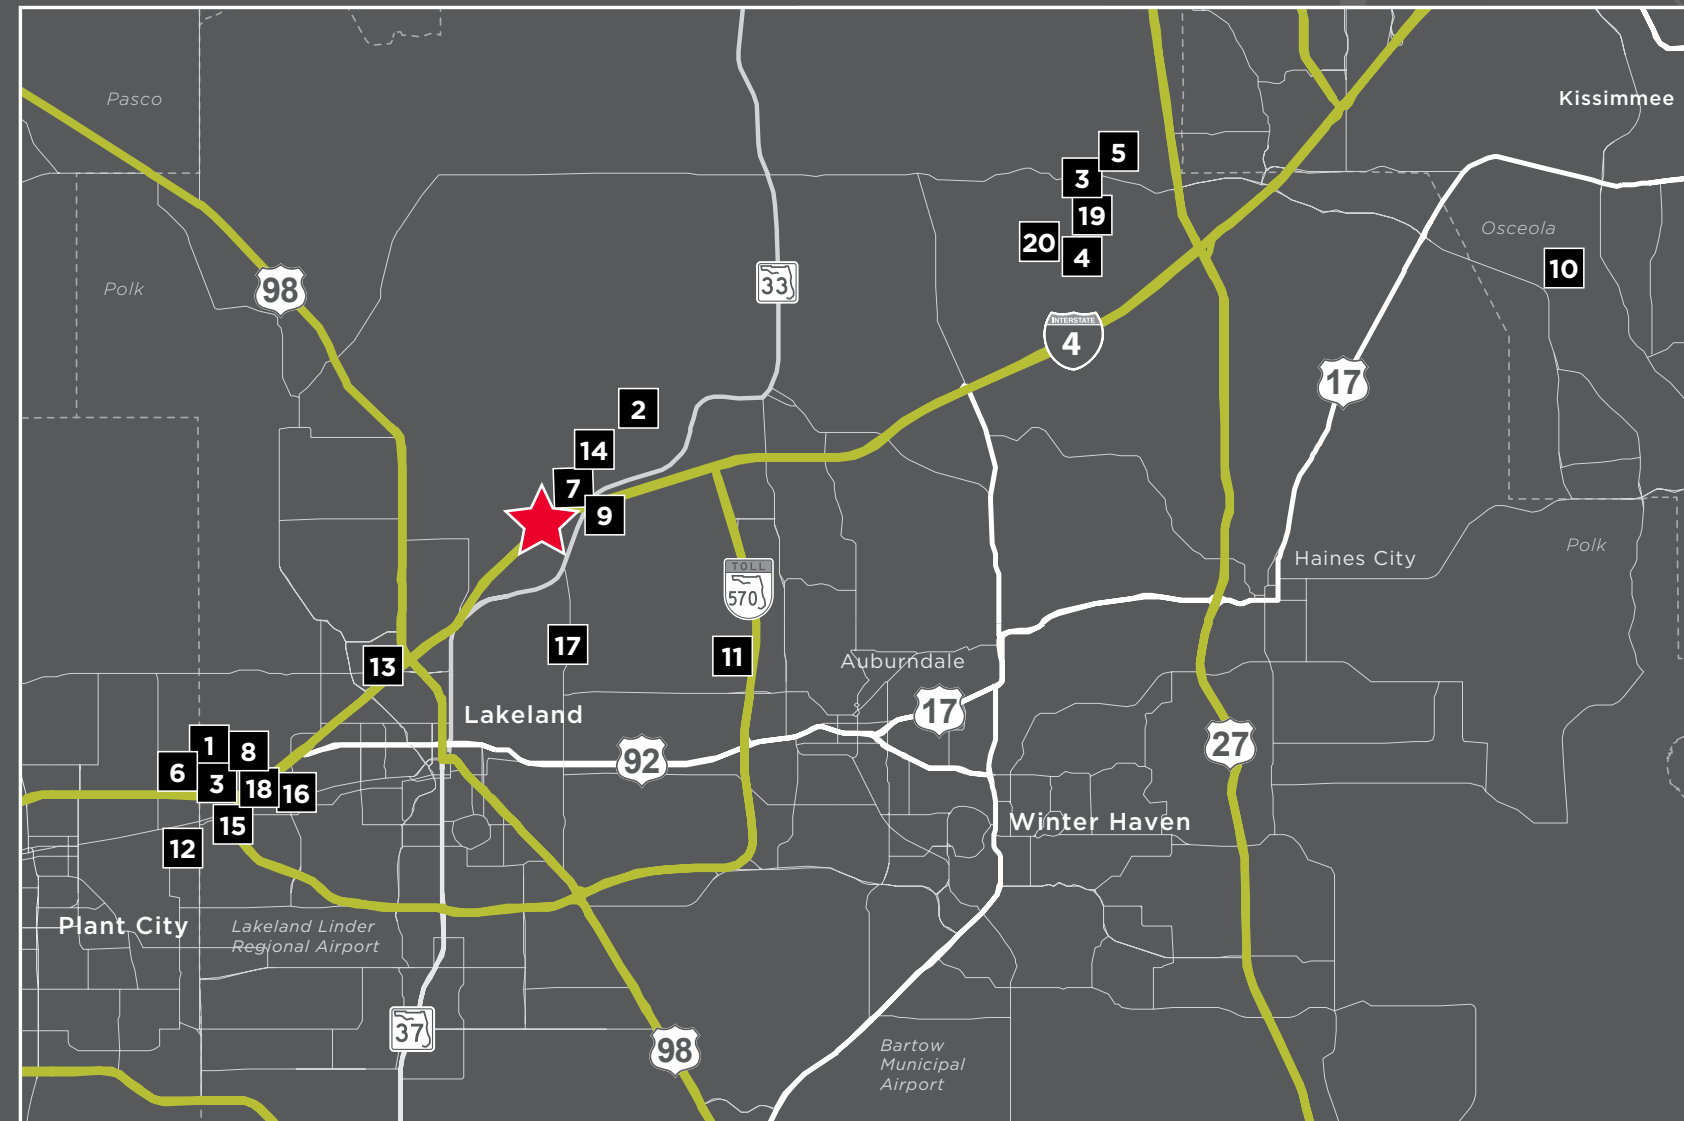 Pasco
Kissimmee
5
3
19
20
4
Osceola
10
Polk
98
33
INTERSTATE
4
17
2
14
7
9
Haines City
Polk
TOLL
570
17
11
13
Auburndale
Lakeland
17
92
27
1
8
6
3
18
16
15
12
Winter Haven
Plant City
Lakeland Linder
Regional Airport
37
98
Bartow
Municipal
Airport